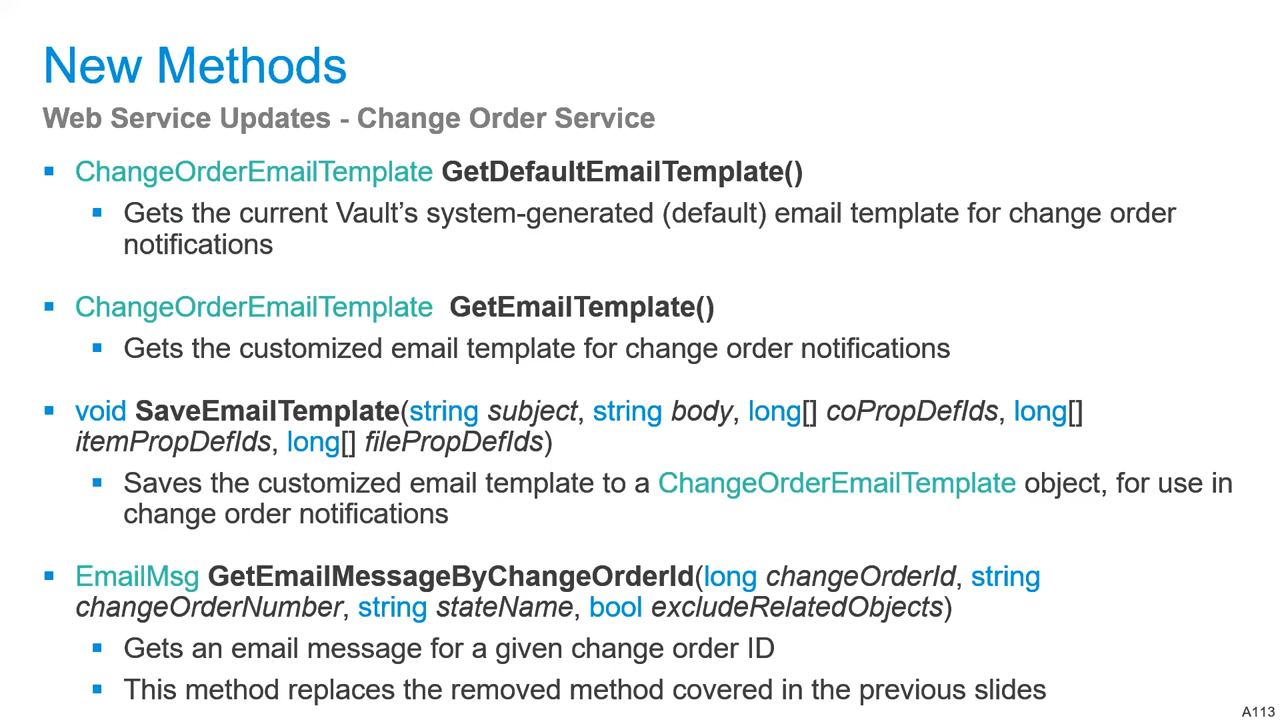 New Methods
Web Service Updates - Change Order Service
▪ ChangeOrderEmailTemplate GetDefaultEmailTemplate()
▪ Gets the current Vault’s system-generated (default) email template for change order
notifications
▪ ChangeOrderEmailTemplate GetEmailTemplate()
▪ Gets the customized email template for change order notifications
▪ void SaveEmailTemplate(string subject, string body, long[] coPropDefIds, long[]
itemPropDefIds, long[] filePropDefIds)
▪ Saves the customized email template to a ChangeOrderEmailTemplate object, for use in
change order notifications
▪ EmailMsg GetEmailMessageByChangeOrderId(long changeOrderId, string
changeOrderNumber, string stateName, bool excludeRelatedObjects)
▪ Gets an email message for a given change order ID
▪ This method replaces the removed method covered in the previous slides
A113